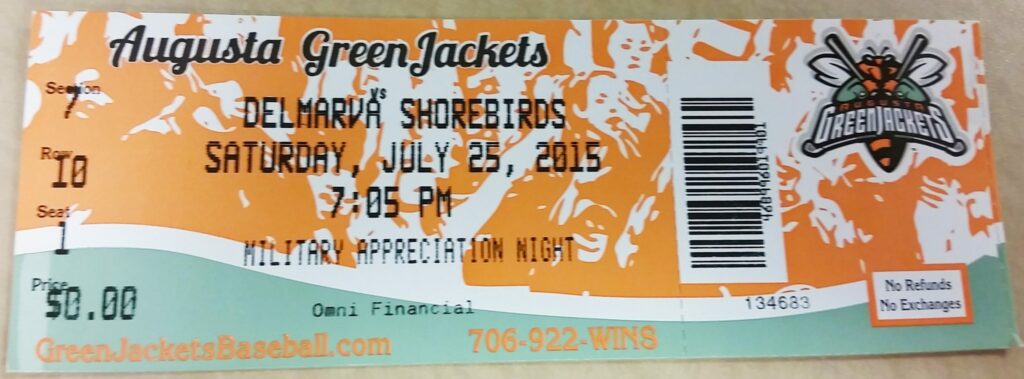 Augusta GreenJackets
vs
Section
7
DELMARVA SHOREBIRDS
SATURDAY, JULY 25, 2015
Row
10
7:05 PM
Seat
1
MILITARY APPRECIATION NIGHT
Price
$0.00
Omni Financial
GreenJacketsBaseball.com
706-922-WINS
AUGUSTA
GREENJACKETS
134683
No Refunds
No Exchanges